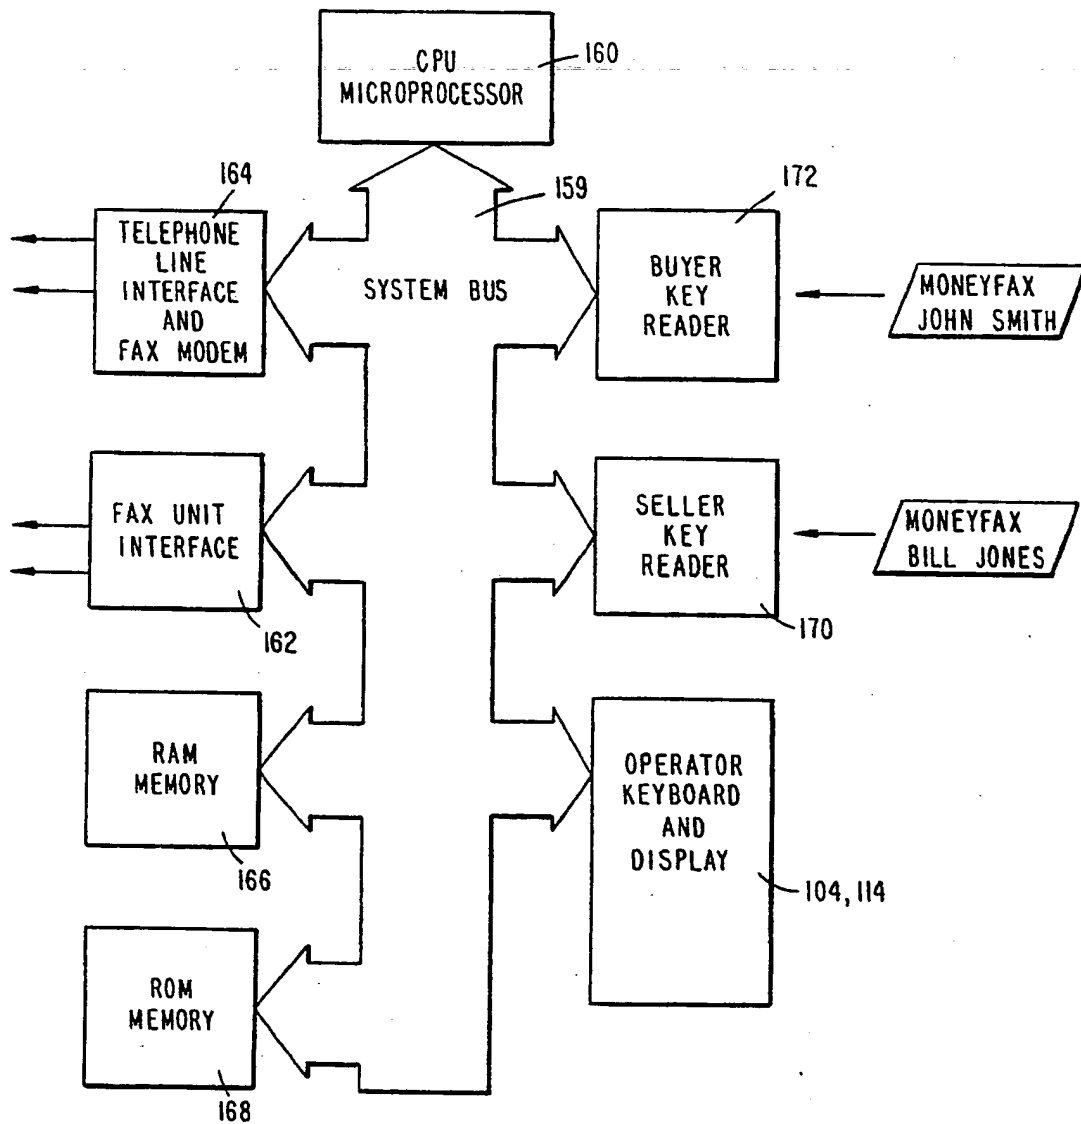 CPU
MICROPROCESSOR
160
164
159
172
TELEPHONE
LINE
INTERFACE
AND
FAX MODEM
SYSTEM BUS
BUYER
KEY
READER
MONEYFAX
JOHN SMITH
FAX UNIT
INTERFACE
162
SELLER
KEY
READER
170
MONEYFAX
BILL JONES
RAM
MEMORY
166
OPERATOR
KEYBOARD
AND
DISPLAY
104, 114
ROM
MEMORY
168